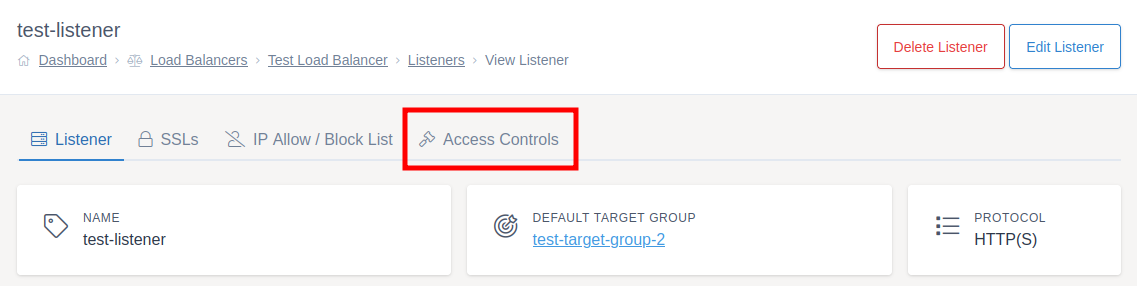 test-listener
Dashboard > Load Balancers > Test Load Balancer > Listeners > View Listener
Delete Listener
Edit Listener
Listener SSLs IP Allow / Block List Access Controls
NAME
test-listener
DEFAULT TARGET GROUP
test-target-group-2
PROTOCOL
HTTP(S)